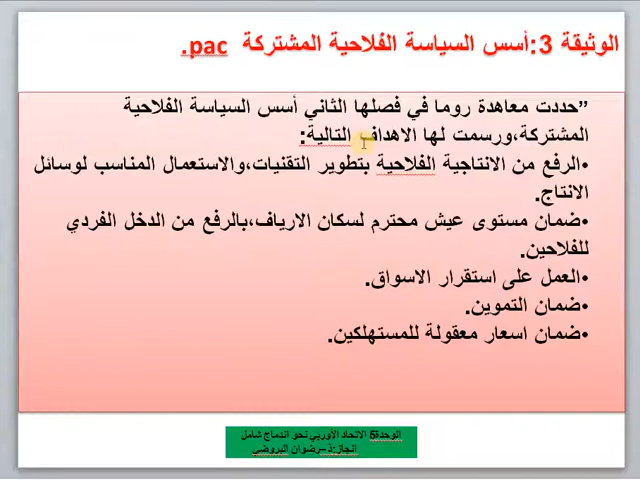 الوثيقة 3:أسس السياسة الفلاحية المشتركة pac.
”حددت معاهدة روما في فصلها الثاني أسس السياسة الفلاحية
المشتركة،ورسمت لها الاهداف التالية:
•الرفع من الانتاجية الفلاحية بتطوير التقنيات،والاستعمال المناسب لوسائل
الانتاج.
•ضمان مستوى عيش محترم لسكان الارياف،بالرفع من الدخل الفردي
للفلاحين.
•العمل على استقرار الاسواق.
•ضمان التموين.
•ضمان اسعار معقولة للمستهلكين.
الوحدة5 الاتحاد الأوربي نحو اندماج شامل
انجاز:ذ–رضوان البروضي